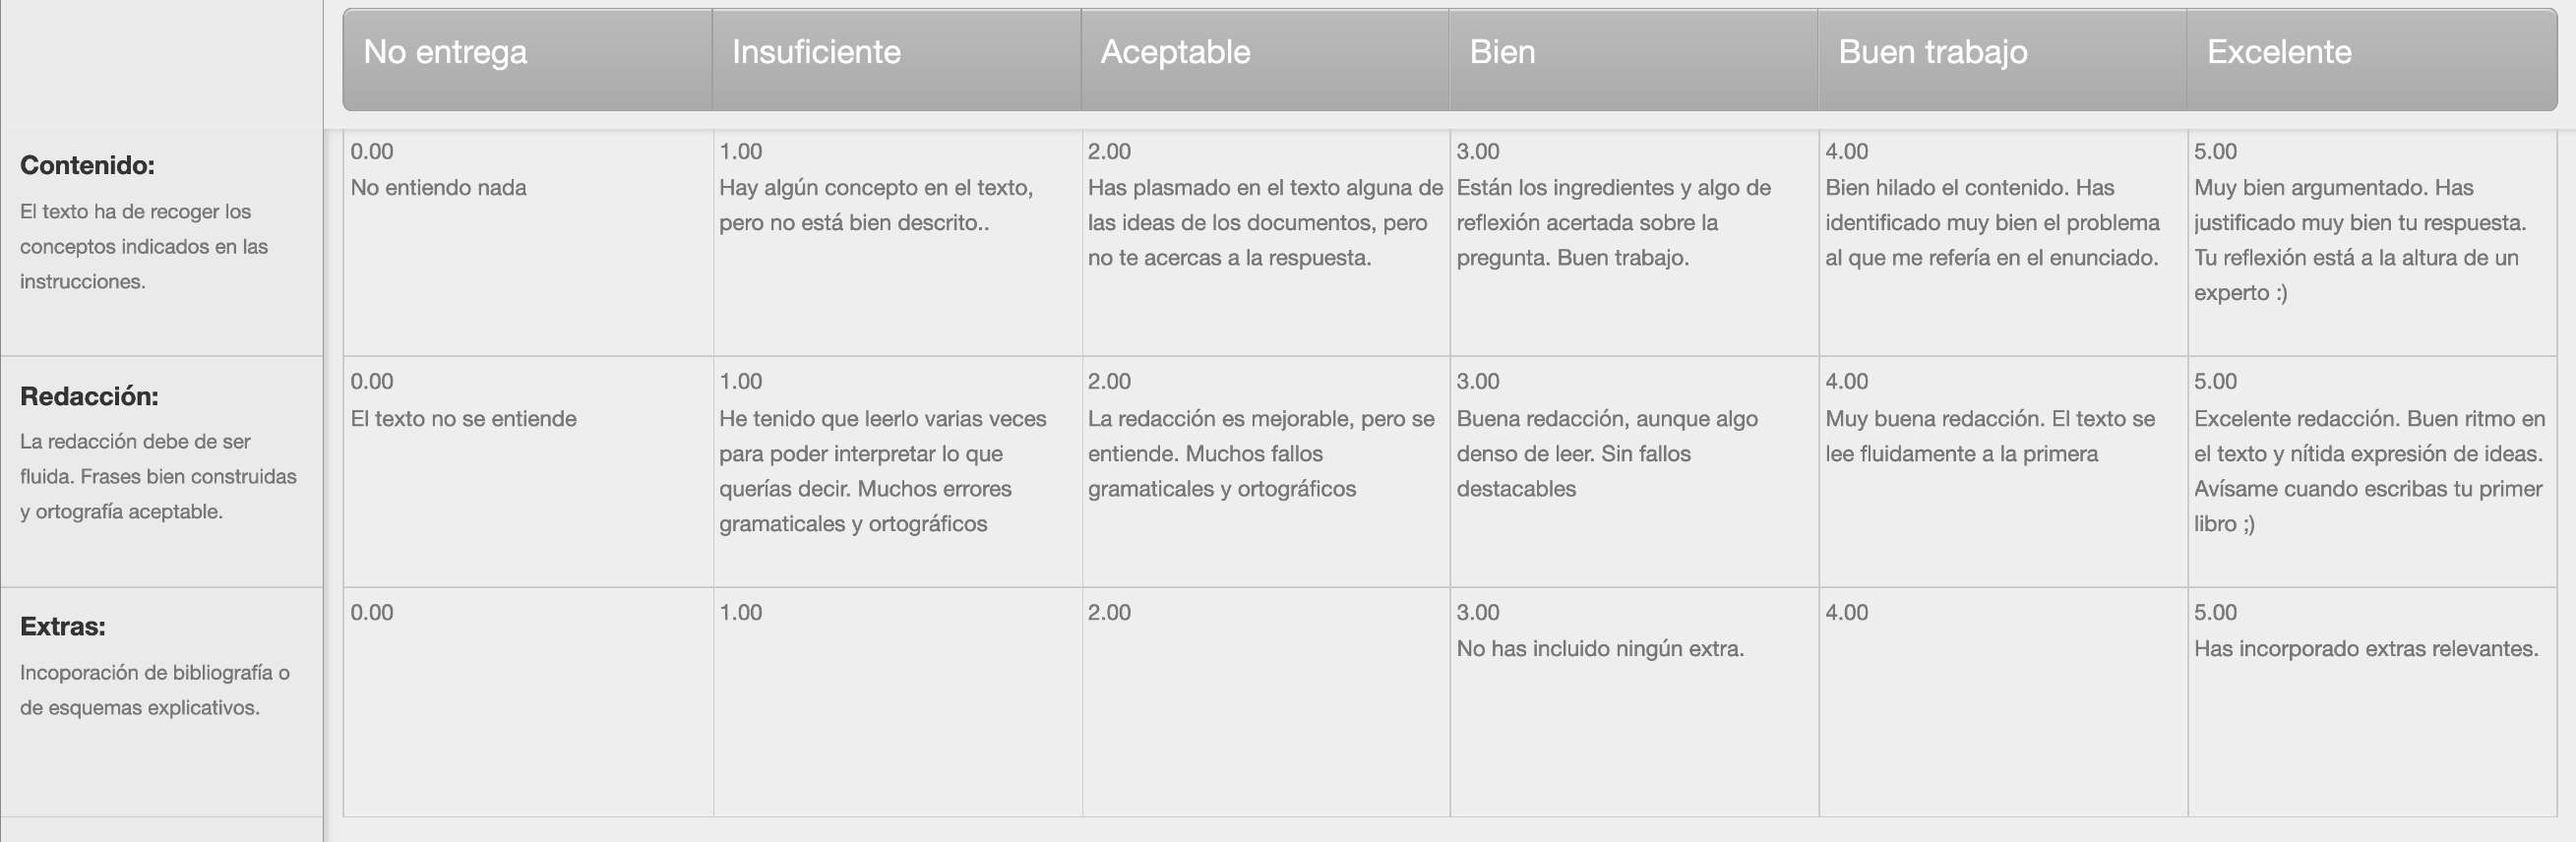 No entrega
Insuficiente
Aceptable
Bien
Buen trabajo
Excelente
Contenido:
El texto ha de recoger los
conceptos indicados en las
instrucciones.
0.00
No entiendo nada
1.00
Hay algún concepto en el texto,
pero no está bien descrito..
2.00
Has plasmado en el texto alguna de
las ideas de los documentos, pero
no te acercas a la respuesta.
3.00
Están los ingredientes y algo de
reflexión acertada sobre la
pregunta. Buen trabajo.
4.00
Bien hilado el contenido. Has
identificado muy bien el problema
al que me refería en el enunciado.
5.00
Muy bien argumentado. Has
justificado muy bien tu respuesta.
Tu reflexión está a la altura de un
experto :)
Redacción:
La redacción debe de ser
fluida. Frases bien construidas
y ortografía aceptable.
0.00
El texto no se entiende
1.00
He tenido que leerlo varias veces
para poder interpretar lo que
querías decir. Muchos errores
gramaticales y ortográficos
2.00
La redacción es mejorable, pero se
entiende. Muchos fallos
gramaticales y ortográficos
3.00
Buena redacción, aunque algo
denso de leer. Sin fallos
destacables
4.00
Muy buena redacción. El texto se
lee fluidamente a la primera
5.00
Excelente redacción. Buen ritmo en
el texto y nítida expresión de ideas.
Avísame cuando escribas tu primer
libro ;)
Extras:
Incoporación de bibliografía o
de esquemas explicativos.
0.00
1.00
2.00
3.00
No has incluido ningún extra.
4.00
5.00
Has incorporado extras relevantes.